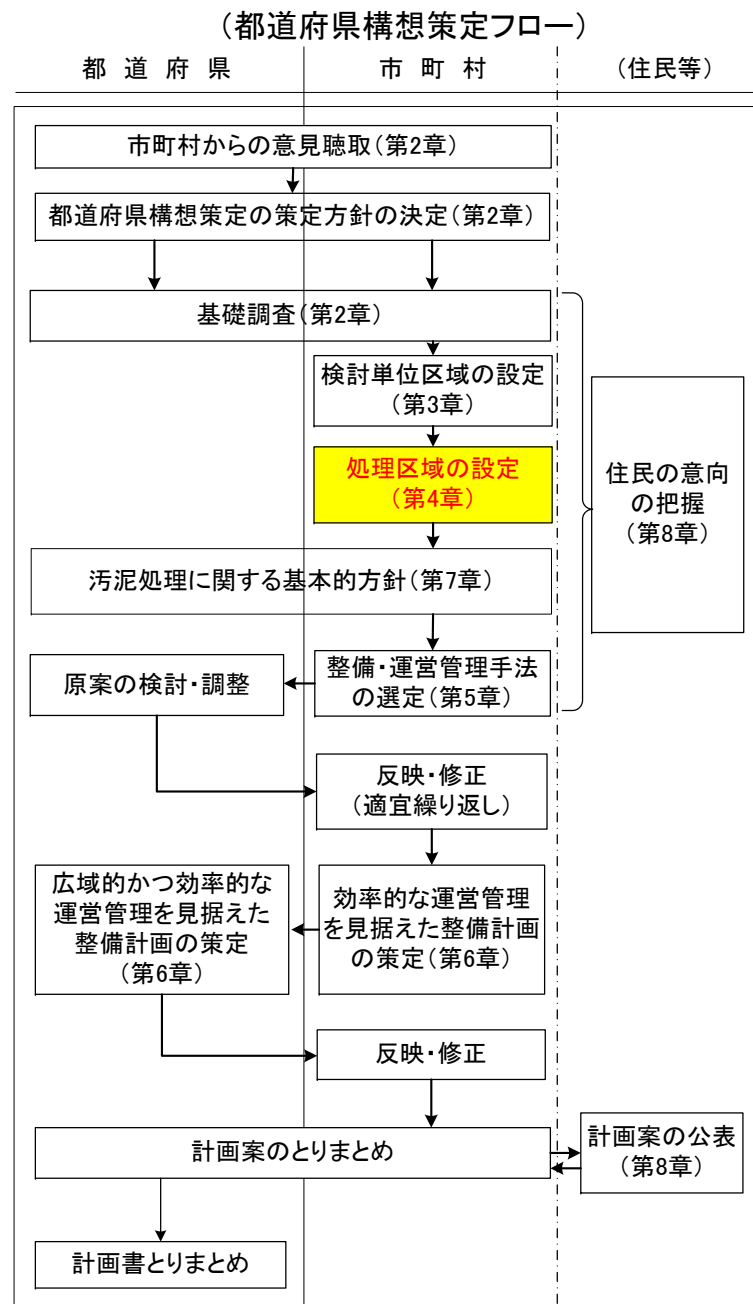 (都道府県構想策定フロー)
都 道 府 県
市 町 村
(住民等)
市町村からの意見聴取(第2章)
都道府県構想策定の策定方針の決定(第2章)
基礎調査(第2章)
検討単位区域の設定
(第3章)
処理区域の設定
(第4章)
住民の意向
の把握
(第8章)
汚泥処理に関する基本的方針(第7章)
原案の検討・調整
整備・運営管理手法
の選定(第5章)
反映・修正
(適宜繰り返し)
広域的かつ効率的な
運営管理を見据えた
整備計画の策定
(第6章)
効率的な運営管理
を見据えた整備計画
の策定(第6章)
反映・修正
計画案のとりまとめ
計画案の公表
(第8章)
計画書とりまとめ